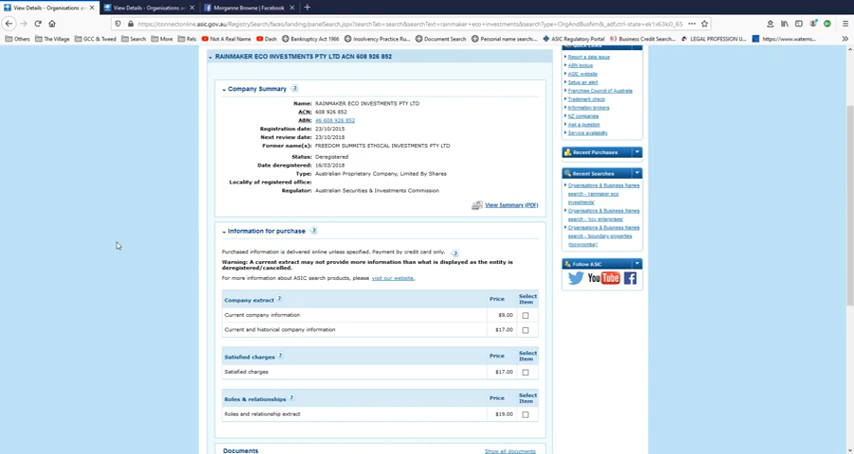 View Details - Organisations ar
View Details - Organisations ar
Morganne Browne | Facebook
https://connectonline.asic.gov.au/RegistrySearch/faces/landing/panelSearch.jspx?searchTab=search&searchText=rainmaker+eco+investments&searchType=OrgAndBusNm&_adf.ctrl-state=
Others The Village GCC & Tweed Search More Rels Not A Real Name Dash Bankruptcy Act 1966 Insolvency Practice Ru... Document Search Personal name search... ASIC Regulatory Portal Business Credit Searc... LEGAL PROFESSION U...
RAINMAKER ECO INVESTMENTS PTY LTD ACN 608 926 852
Company Summary
Name: RAINMAKER ECO INVESTMENTS PTY LTD
ACN: 608 926 852
ABN: 46 608 926 852
Registration date: 23/10/2015
Next review date: 23/10/2018
Former name(s): FREEDOM SUMMITS ETHICAL INVESTMENTS PTY LTD
Status: Deregistered
Date deregistered: 16/03/2018
Type: Australian Proprietary Company, Limited By Shares
Locality of registered office:
Regulator: Australian Securities & Investments Commission
View Summary (PDF)
Information for purchase
Purchased information is delivered online unless specified. Payment by credit card only.
Warning: A current extract may not provide more information than what is displayed as the entity is
deregistered/cancelled.
For more information about ASIC search products, please visit our website.
Company extract Price Select Item
Current company information $9.00
Current and historical company information $17.00
Satisfied charges Price Select Item
Satisfied charges $17.00
Roles & relationships Price Select Item
Roles and relationship extract $19.00
Documents Show all documents
Quick Links
Report a data issue
ABN lookup
ASIC website
Set up an alert
Franchise Council of Australia
Trademark check
Information brokers
NZ companies
Ask a question
Service availability
Recent Purchases
Recent Searches
Organisations & Business Names
search - 'rainmaker eco
investments'
Organisations & Business Names
search - 'hoy enterprises'
Organisations & Business Names
search - 'boundary properties
(toowoomba)'
Follow ASIC
YouTube